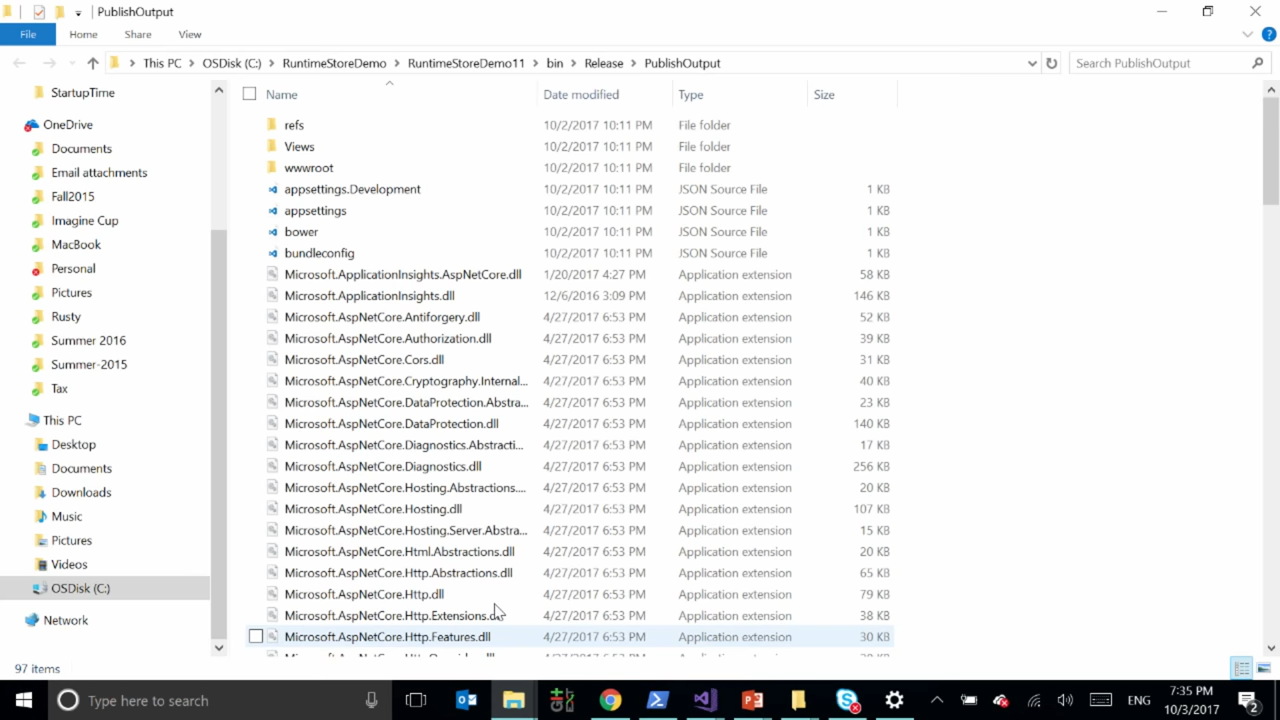 PublishOutput
File Home Share View
This PC OSDisk (C:) RuntimeStoreDemo RuntimeStoreDemo11 bin Release PublishOutput Search PublishOutput
StartupTime
OneDrive
Documents
Email attachments
Fall2015
Imagine Cup
MacBook
Personal
Pictures
Rusty
Summer 2016
Summer-2015
Tax
This PC
Desktop
Documents
Downloads
Music
Pictures
Videos
OSDisk (C:)
Network
Name Date modified Type Size
refs 10/2/2017 10:11 PM File folder
Views 10/2/2017 10:11 PM File folder
wwwroot 10/2/2017 10:11 PM File folder
appsettings.Development 10/2/2017 10:11 PM JSON Source File 1 KB
appsettings 10/2/2017 10:11 PM JSON Source File 1 KB
bower 10/2/2017 10:11 PM JSON Source File 1 KB
bundleconfig 10/2/2017 10:11 PM JSON Source File 1 KB
Microsoft.ApplicationInsights.AspNetCore.dll 1/20/2017 4:27 PM Application extension 58 KB
Microsoft.ApplicationInsights.dll 12/6/2016 3:09 PM Application extension 146 KB
Microsoft.AspNetCore.Antiforgery.dll 4/27/2017 6:53 PM Application extension 52 KB
Microsoft.AspNetCore.Authorization.dll 4/27/2017 6:53 PM Application extension 39 KB
Microsoft.AspNetCore.Cors.dll 4/27/2017 6:53 PM Application extension 31 KB
Microsoft.AspNetCore.Cryptography.Internal... 4/27/2017 6:53 PM Application extension 40 KB
Microsoft.AspNetCore.DataProtection.Abstra... 4/27/2017 6:53 PM Application extension 23 KB
Microsoft.AspNetCore.DataProtection.dll 4/27/2017 6:53 PM Application extension 140 KB
Microsoft.AspNetCore.Diagnostics.Abstracti... 4/27/2017 6:53 PM Application extension 17 KB
Microsoft.AspNetCore.Diagnostics.dll 4/27/2017 6:53 PM Application extension 256 KB
Microsoft.AspNetCore.Hosting.Abstractions.... 4/27/2017 6:53 PM Application extension 20 KB
Microsoft.AspNetCore.Hosting.dll 4/27/2017 6:53 PM Application extension 107 KB
Microsoft.AspNetCore.Hosting.Server.Abstra... 4/27/2017 6:53 PM Application extension 15 KB
Microsoft.AspNetCore.Html.Abstractions.dll 4/27/2017 6:53 PM Application extension 20 KB
Microsoft.AspNetCore.Http.Abstractions.dll 4/27/2017 6:53 PM Application extension 65 KB
Microsoft.AspNetCore.Http.dll 4/27/2017 6:53 PM Application extension 79 KB
Microsoft.AspNetCore.Http.Extensions.dll 4/27/2017 6:53 PM Application extension 38 KB
Microsoft.AspNetCore.Http.Features.dll 4/27/2017 6:53 PM Application extension 30 KB
97 items
Type here to search ENG 7:35 PM
10/3/2017 2